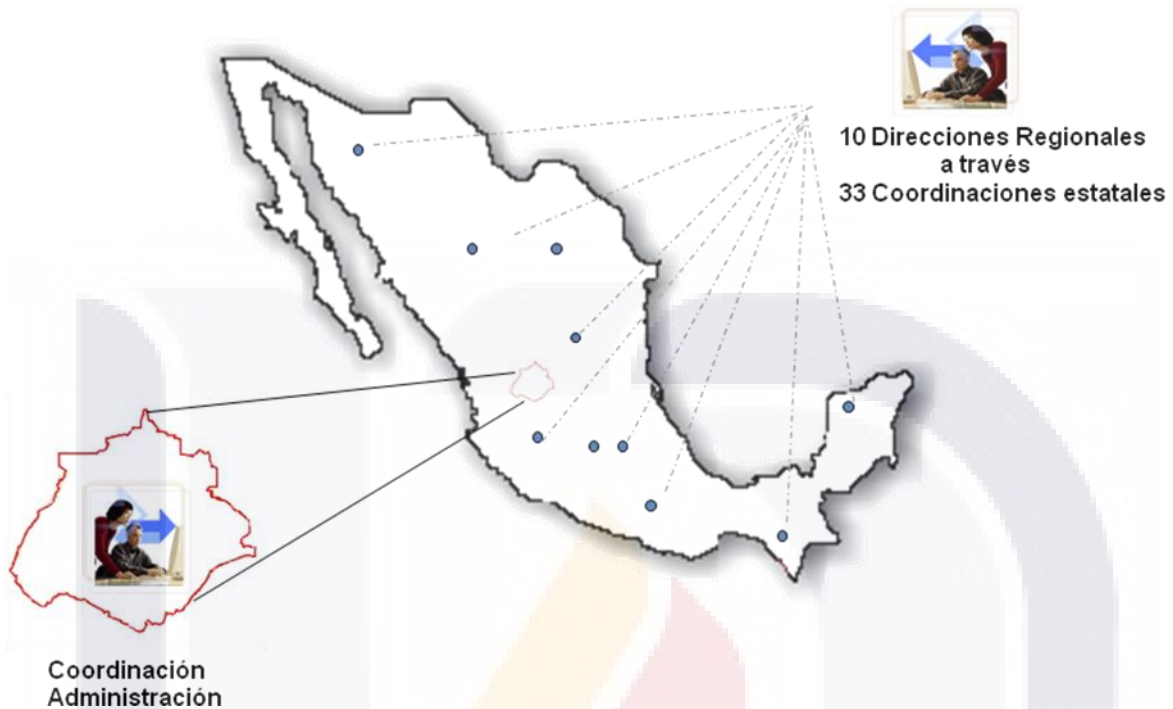 10 Direcciones Regionales
a través
33 Coordinaciones estatales
Coordinación
Administración